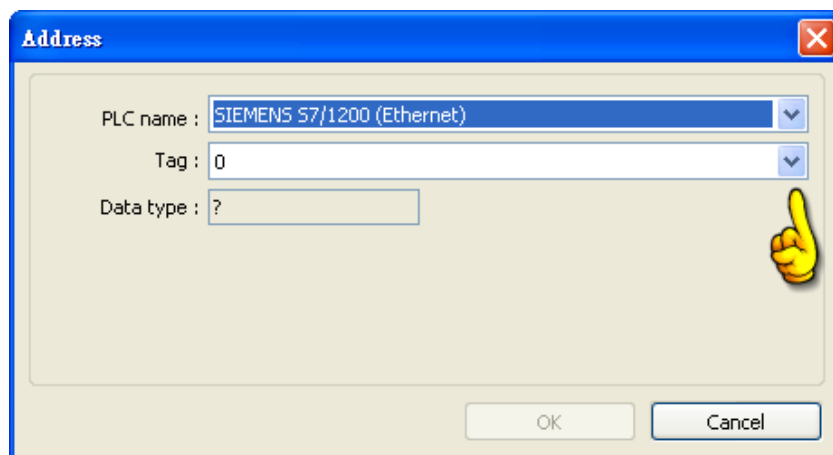 Address
PLC name : SIEMENS S7/1200 (Ethernet)
Tag : 0
Data type : ?
OK Cancel